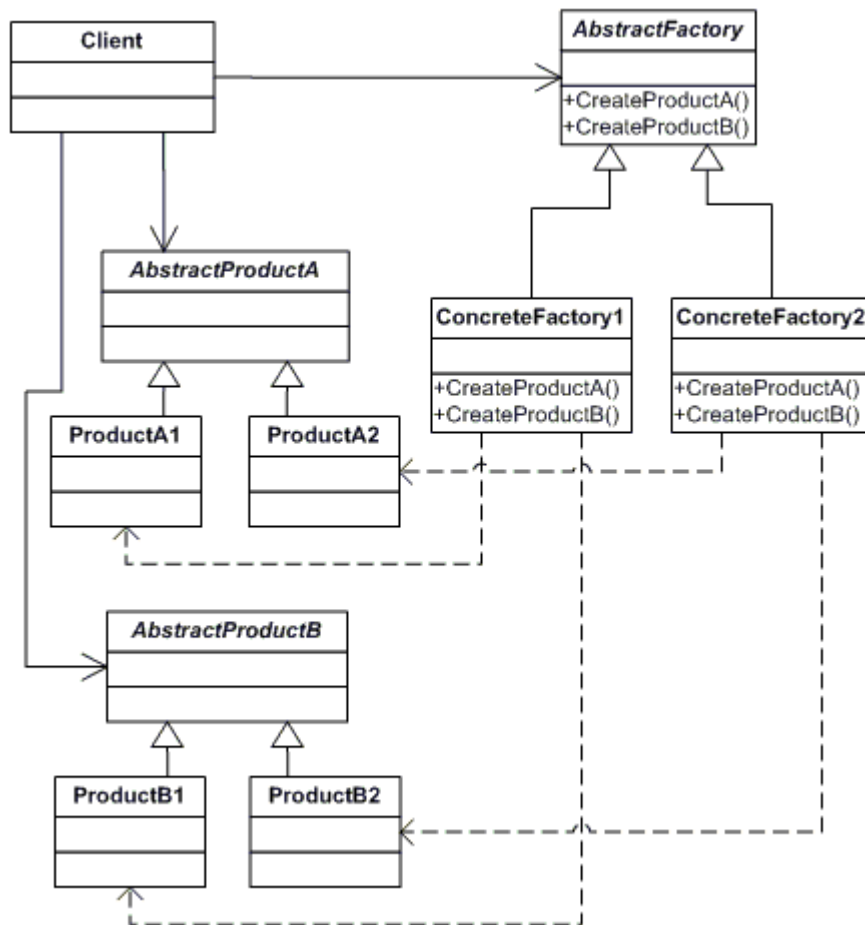 Client
AbstractFactory
+CreateProductA()
+CreateProductB()
AbstractProductA
ConcreteFactory1
+CreateProductA()
+CreateProductB()
ConcreteFactory2
+CreateProductA()
+CreateProductB()
ProductA1
ProductA2
AbstractProductB
ProductB1
ProductB2